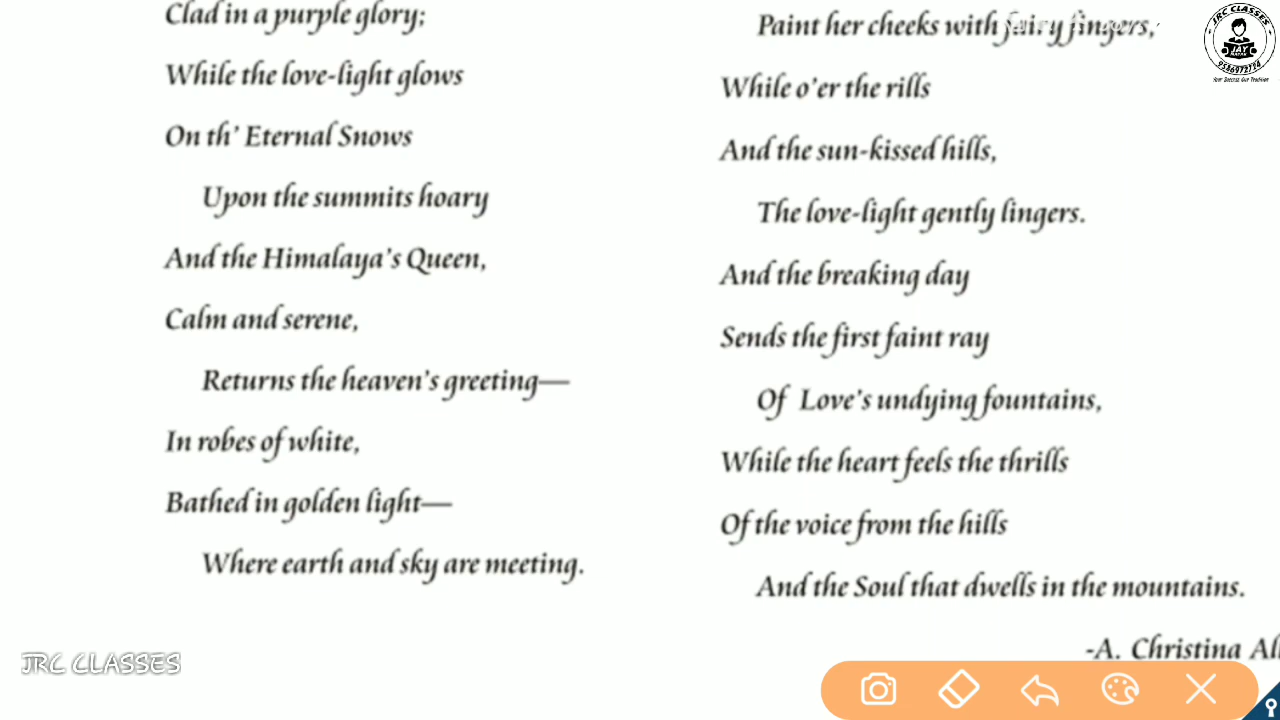 Clad in a purple glory;
While the love-light glows
On th' Eternal Snows
Upon the summits hoary
And the Himalaya's Queen,
Calm and serene,
Returns the heaven's greeting—
In robes of white,
Bathed in golden light—
Where earth and sky are meeting.
Paint her cheeks with fairy fingers,
While o'er the rills
And the sun-kissed hills,
The love-light gently lingers.
And the breaking day
Sends the first faint ray
Of Love's undying fountains,
While the heart feels the thrills
Of the voice from the hills
And the Soul that dwells in the mountains.
-A. Christina
JRC CLASSES
JRC CLASSES
JAY